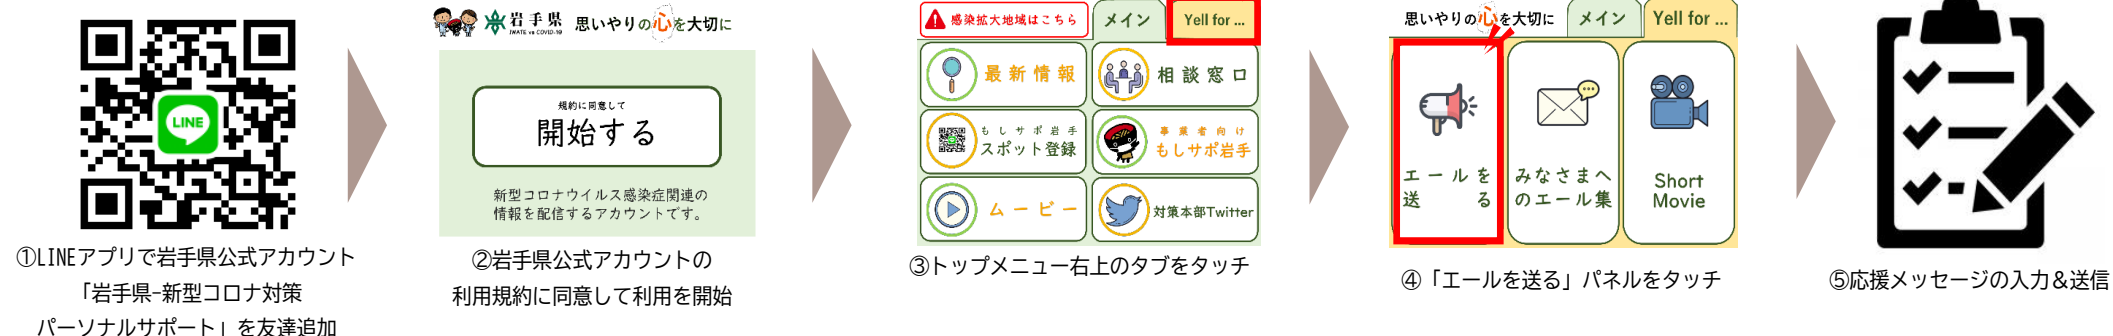 LINE
①LINEアプリで岩手県公式アカウント
「岩手県-新型コロナ対策
パーソナルサポート」を友達追加
岩手県
IWATE vs COVID-19
思いやりの心を大切に
規約に同意して
開始する
新型コロナウイルス感染症関連の
情報を配信するアカウントです。
②岩手県公式アカウントの
利用規約に同意して利用を開始
感染拡大地域はこちら
メイン
Yell for ...
最新情報
相談窓口
もしサポ岩手
スポット登録
事業者向け
もしサポ岩手
ムービー
対策本部Twitter
③トップメニュー右上のタブをタッチ
思いやりの心を大切に
メイン
Yell for ...
エールを
送る
みなさまへ
のエール集
Short
Movie
④「エールを送る」パネルをタッチ
⑤応援メッセージの入力＆送信